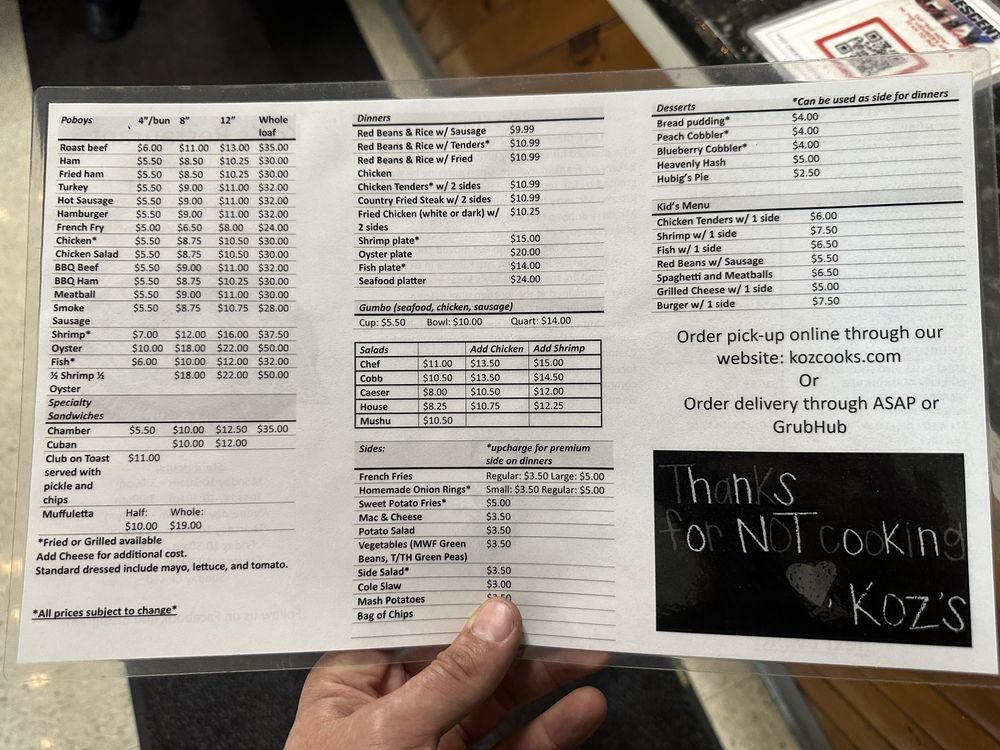 Poboys 4"/bun 8" 12" Whole
loaf
Roast beef $6.00 $11.00 $13.00 $35.00
Ham $5.50 $8.50 $10.25 $30.00
Fried ham $5.50 $8.50 $10.25 $30.00
Turkey $5.50 $9.00 $11.00 $32.00
Hot Sausage $5.50 $9.00 $11.00 $32.00
Hamburger $5.50 $9.00 $11.00 $32.00
French Fry $5.00 $6.50 $8.00 $24.00
Chicken* $5.50 $8.75 $10.50 $30.00
Chicken Salad $5.50 $8.75 $10.50 $30.00
BBQ Beef $5.50 $9.00 $11.00 $32.00
BBQ Ham $5.50 $8.75 $10.25 $30.00
Meatball $5.50 $9.00 $11.00 $30.00
Smoke $5.50 $8.75 $10.75 $28.00
Sausage
Shrimp* $7.00 $12.00 $16.00 $37.50
Oyster $10.00 $18.00 $22.00 $50.00
Fish* $6.00 $10.00 $12.00 $32.00
½ Shrimp ½ $18.00 $22.00 $50.00
Oyster
Specialty
Sandwiches
Chamber $5.50 $10.00 $12.50 $35.00
Cuban $10.00 $12.00
Club on Toast $11.00
served with
pickle and
chips
Muffuletta Half: Whole:
$10.00 $19.00
*Fried or Grilled available
Add Cheese for additional cost.
Standard dressed include mayo, lettuce, and tomato.
*All prices subject to change*
Dinners
Red Beans & Rice w/ Sausage $9.99
Red Beans & Rice w/ Tenders* $10.99
Red Beans & Rice w/ Fried $10.99
Chicken
Chicken Tenders* w/ 2 sides $10.99
Country Fried Steak w/ 2 sides $10.99
Fried Chicken (white or dark) w/ $10.25
2 sides
Shrimp plate* $15.00
Oyster plate $20.00
Fish plate* $14.00
Seafood platter $24.00
Gumbo (seafood, chicken, sausage)
Cup: $5.50 Bowl: $10.00 Quart: $14.00
Salads Add Chicken Add Shrimp
Chef $11.00 $13.50 $15.00
Cobb $10.50 $13.50 $14.50
Caeser $8.00 $10.50 $12.00
House $8.25 $10.75 $12.25
Mushu $10.50
Sides: *upcharge for premium
side on dinners
French Fries Regular: $3.50 Large: $5.00
Homemade Onion Rings* Small: $3.50 Regular: $5.00
Sweet Potato Fries* $5.00
Mac & Cheese $3.50
Potato Salad $3.50
Vegetables (MWF Green $3.50
Beans, T/TH Green Peas)
Side Salad* $3.50
Cole Slaw $3.00
Mash Potatoes
Bag of Chips
Desserts *Can be used as side for dinners
Bread pudding* $4.00
Peach Cobbler* $4.00
Blueberry Cobbler* $4.00
Heavenly Hash $5.00
Hubig's Pie $2.50
Kid's Menu
Chicken Tenders w/ 1 side $6.00
Shrimp w/ 1 side $7.50
Fish w/ 1 side $6.50
Red Beans w/ Sausage $5.50
Spaghetti and Meatballs $6.50
Grilled Cheese w/ 1 side $5.00
Burger w/ 1 side $7.50
Order pick-up online through our
website: kozcooks.com
Or
Order delivery through ASAP or
GrubHub
Thanks
for NOT cooking
KOZ'S